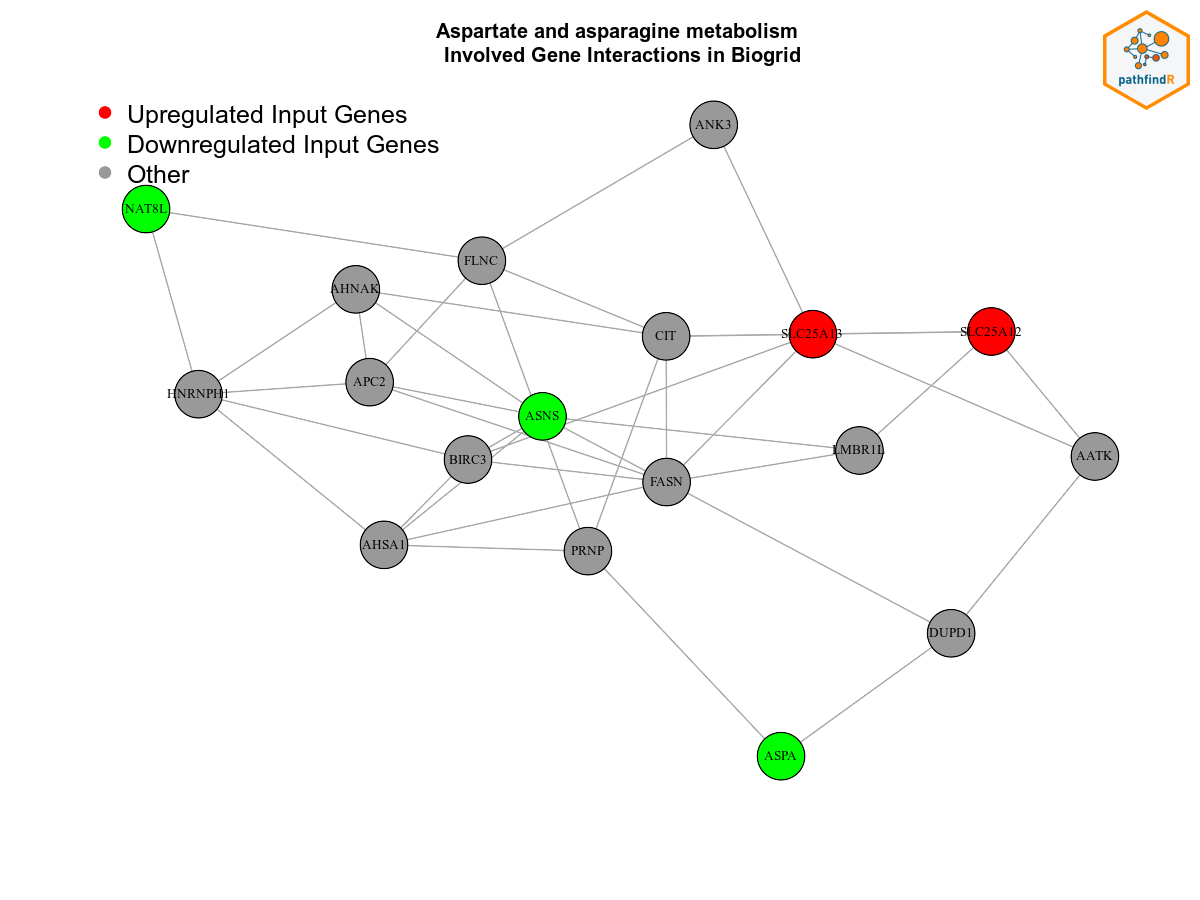 Aspartate and asparagine metabolism
Involved Gene Interactions in Biogrid
pathfindR
Upregulated Input Genes
Downregulated Input Genes
Other
ANK3
NAT8L
FLNC
AHNAK
CIT
SLC25A13
SLC25A12
APC2
HNRNPH1
ASNS
LMBR1L
AATK
BIRC3
FASN
AHSA1
PRNP
DUPD1
ASPA